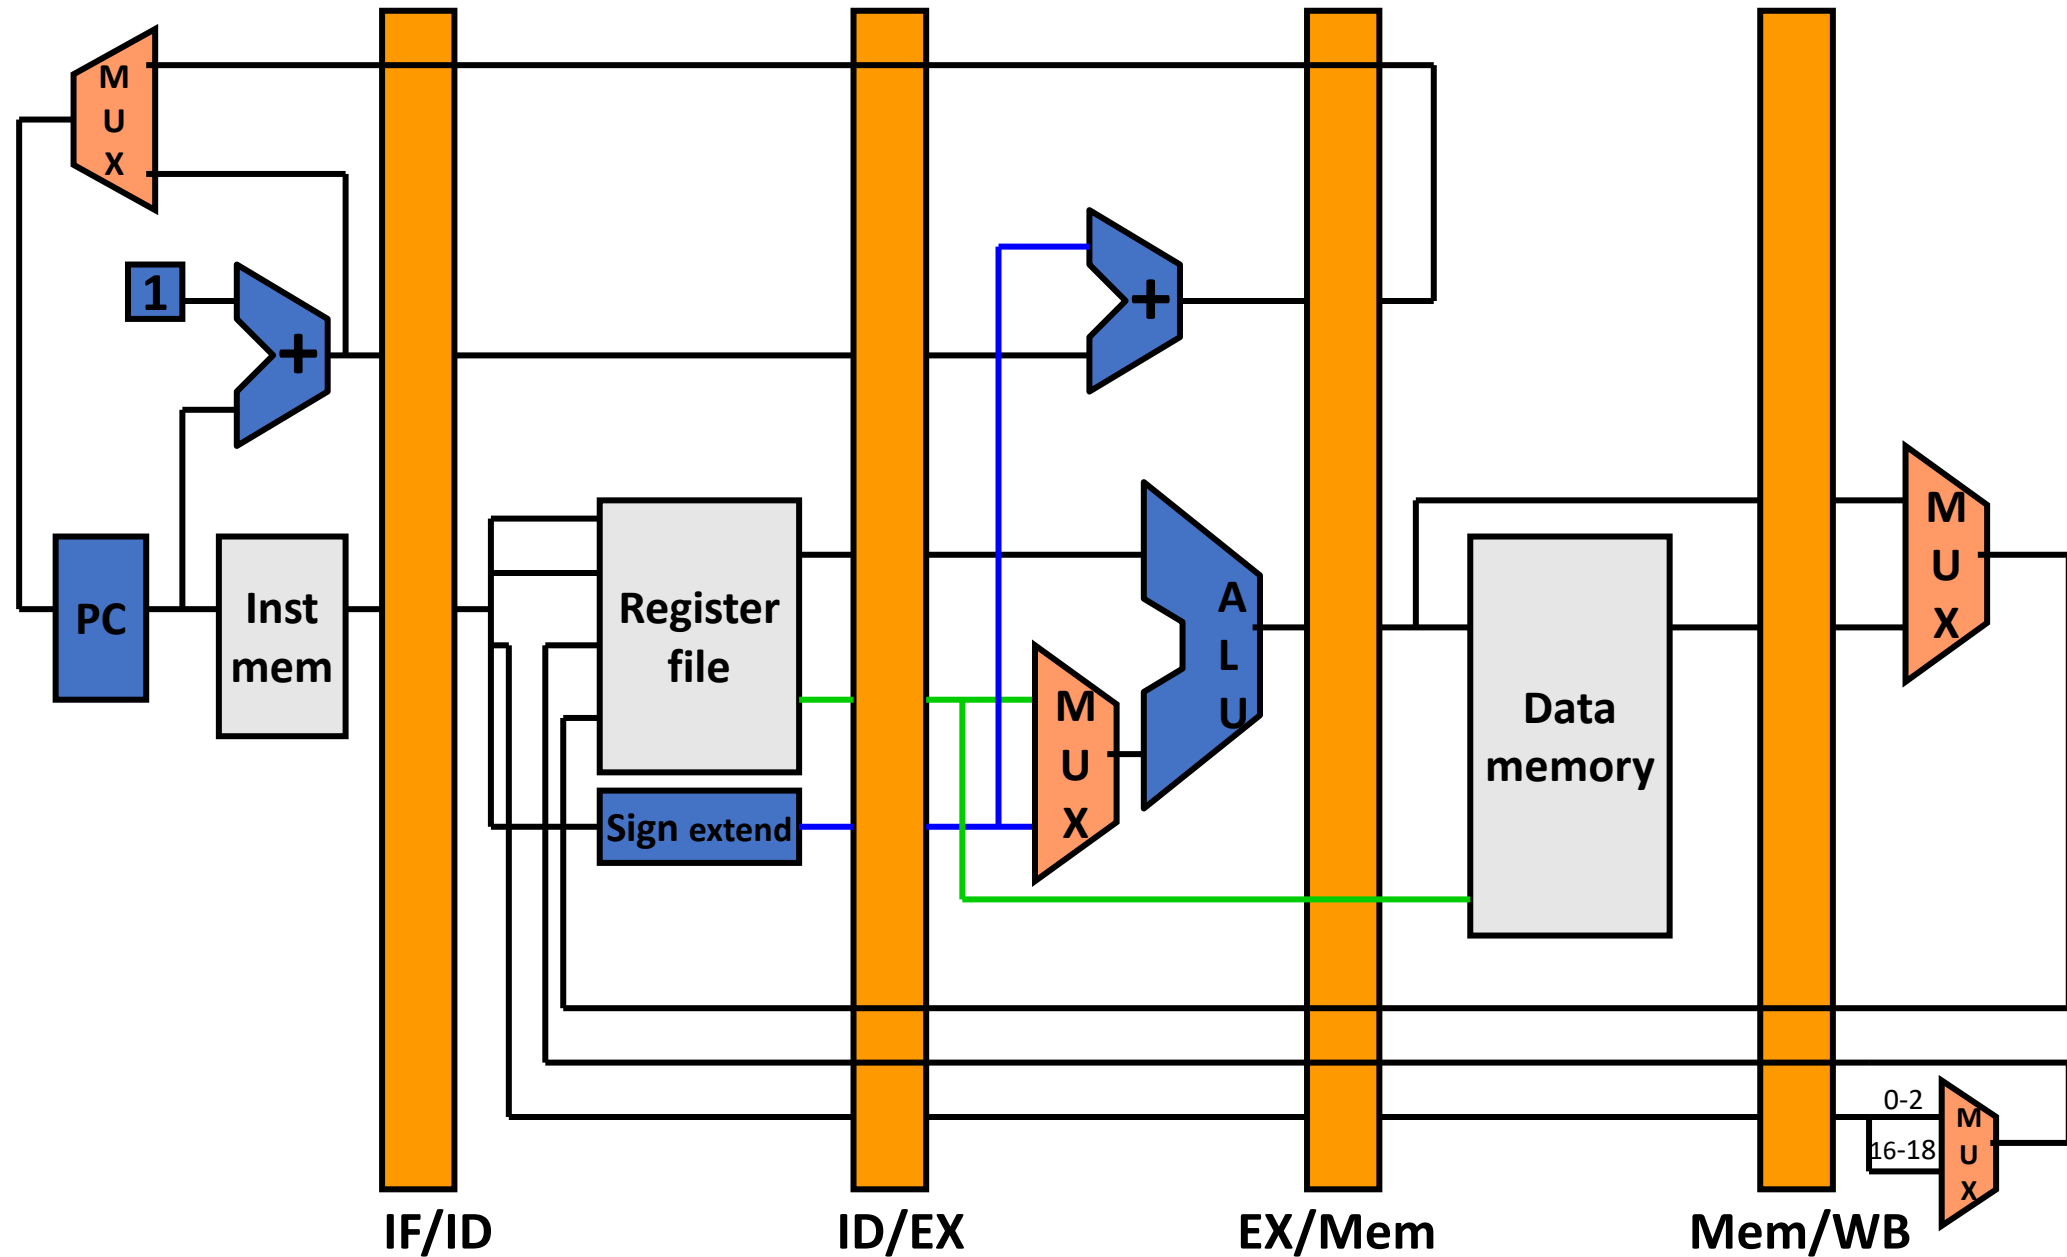 M
U
X
1
+
+
PC
Inst
mem
Register
file
Sign extend
M
U
X
A
L
U
Data
memory
M
U
X
0-2
16-18
M
U
X
IF/ID
ID/EX
EX/Mem
Mem/WB